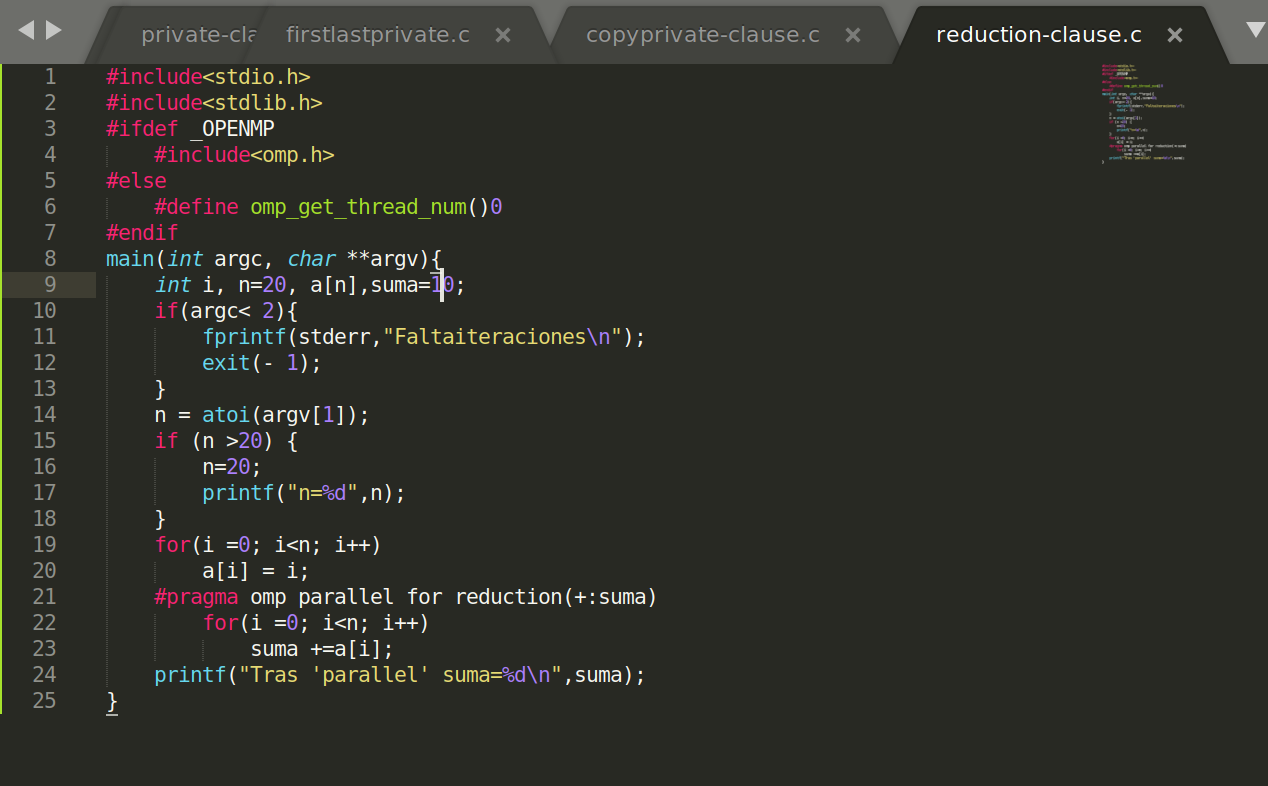 private-cla firstlastprivate.c × copyprivate-clause.c × reduction-clause.c ×
1 #include<stdio.h>
2 #include<stdlib.h>
3 #ifdef _OPENMP
4 #include<omp.h>
5 #else
6 #define omp_get_thread_num()0
7 #endif
8 main(int argc, char **argv){
9 int i, n=20, a[n],suma=10;
10 if(argc< 2){
11 fprintf(stderr,"Faltaiteraciones\n");
12 exit(- 1);
13 }
14 n = atoi(argv[1]);
15 if (n >20) {
16 n=20;
17 printf("n=%d",n);
18 }
19 for(i =0; i<n; i++)
20 a[i] = i;
21 #pragma omp parallel for reduction(+:suma)
22 for(i =0; i<n; i++)
23 suma +=a[i];
24 printf("Tras 'parallel' suma=%d\n",suma);
25 }